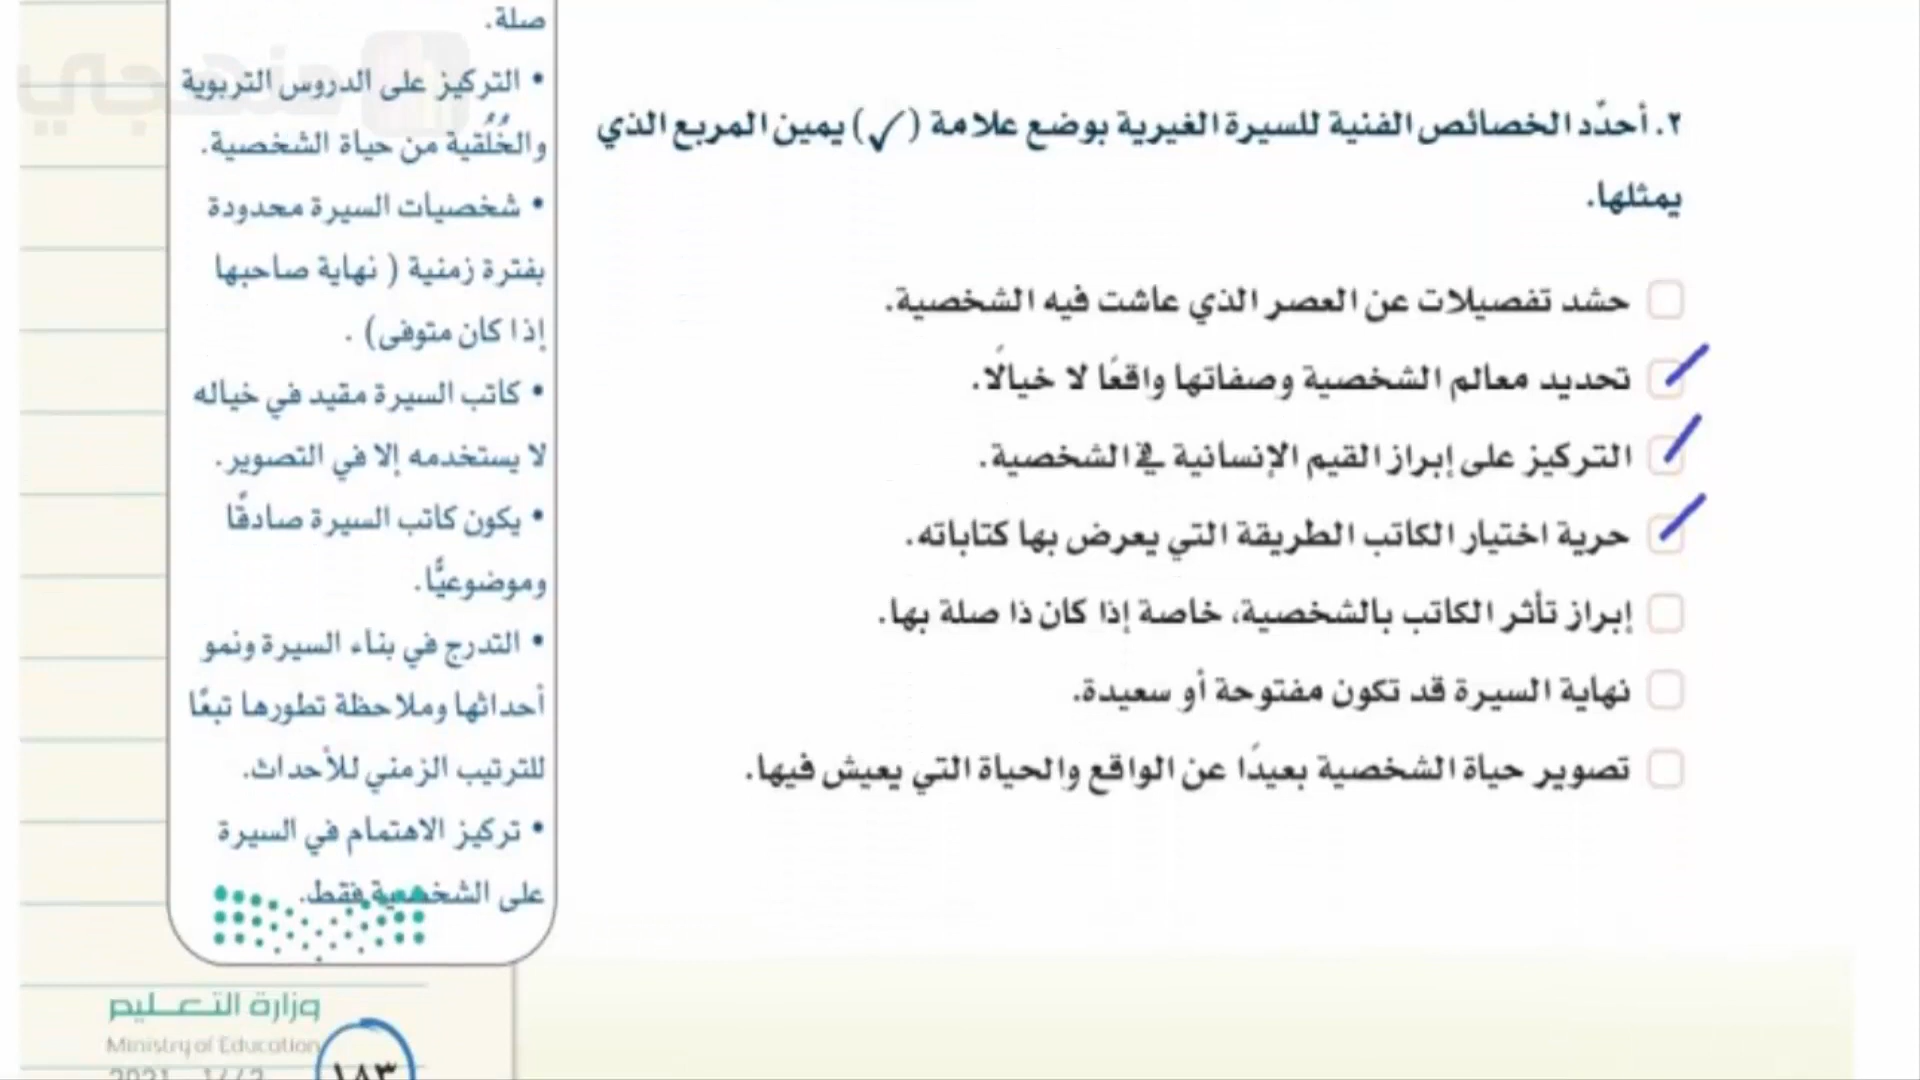 ٢. أحدّد الخصائص الفنية للسيرة الغيرية بوضع علامة (✓) يمين المربع الذي
يمثلها.
حشد تفصيلات عن العصر الذي عاشت فيه الشخصية.
تحديد معالم الشخصية وصفاتها واقعًا لا خيالًا.
التركيز على إبراز القيم الإنسانية في الشخصية.
حرية اختيار الكاتب الطريقة التي يعرض بها كتاباته.
إبراز تأثر الكاتب بالشخصية، خاصة إذا كان ذا صلة بها.
نهاية السيرة قد تكون مفتوحة أو سعيدة.
تصوير حياة الشخصية بعيدًا عن الواقع والحياة التي يعيش فيها.
صلة.
• التركيز على الدروس التربوية
والخُلُقية من حياة الشخصية.
• شخصيات السيرة محدودة
بفترة زمنية ( نهاية صاحبها
إذا كان متوفى) .
• كاتب السيرة مقيد في خياله
لا يستخدمه إلا في التصوير.
• يكون كاتب السيرة صادقًا
وموضوعيًّا.
• التدرج في بناء السيرة ونمو
أحداثها وملاحظة تطورها تبعًا
للترتيب الزمني للأحداث.
• تركيز الاهتمام في السيرة
على الشخصية فقط.
منهجي
وزارة التعـــليم
Ministry of Education
2021 - 1443
١٨٣